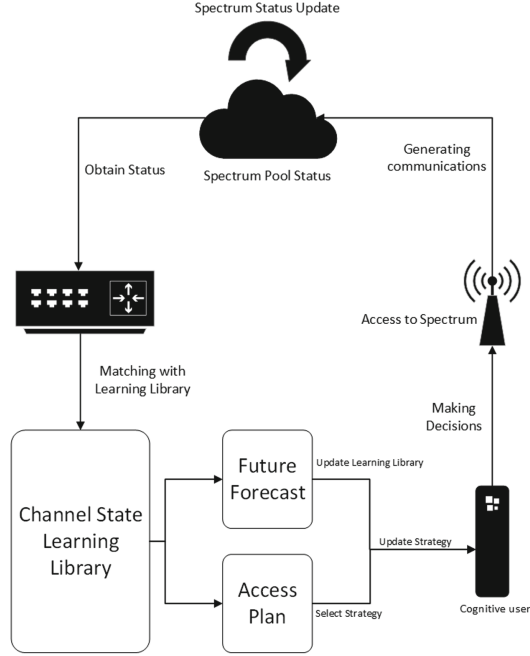 Spectrum Status Update
Spectrum Pool Status
Obtain Status
Generating
communications
Access to Spectrum
Matching with
Learning Library
Making
Decisions
Channel State
Learning
Library
Future
Forecast
Update Learning Library
Access
Plan
Select Strategy
Update Strategy
Cognitive user